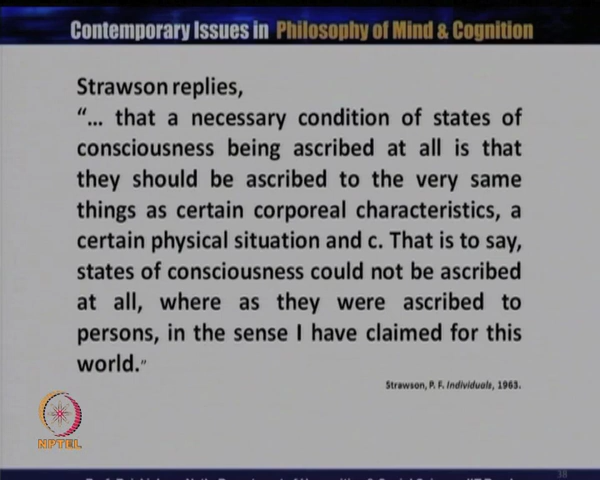 Contemporary Issues in Philosophy of Mind & Cognition
Strawson replies,
“... that a necessary condition of states of
consciousness being ascribed at all is that
they should be ascribed to the very same
things as certain corporeal characteristics, a
certain physical situation and c. That is to say,
states of consciousness could not be ascribed
at all, where as they were ascribed to
persons, in the sense I have claimed for this
world.”
Strawson, P. F. Individuals, 1963.
NPTEL